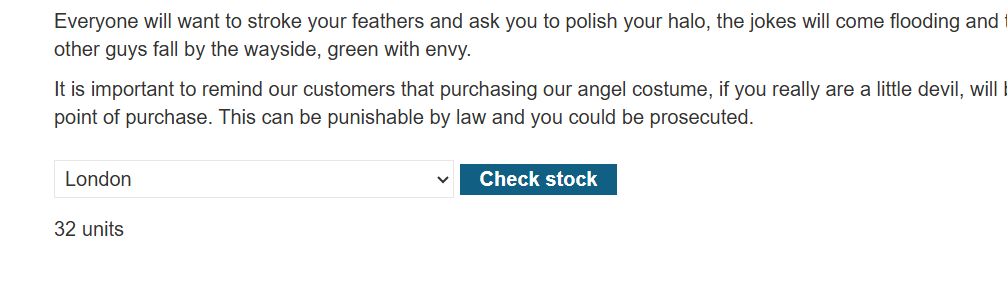 Everyone will want to stroke your feathers and ask you to polish your halo, the jokes will come flooding and
other guys fall by the wayside, green with envy.
It is important to remind our customers that purchasing our angel costume, if you really are a little devil, will
point of purchase. This can be punishable by law and you could be prosecuted.
London
Check stock
32 units